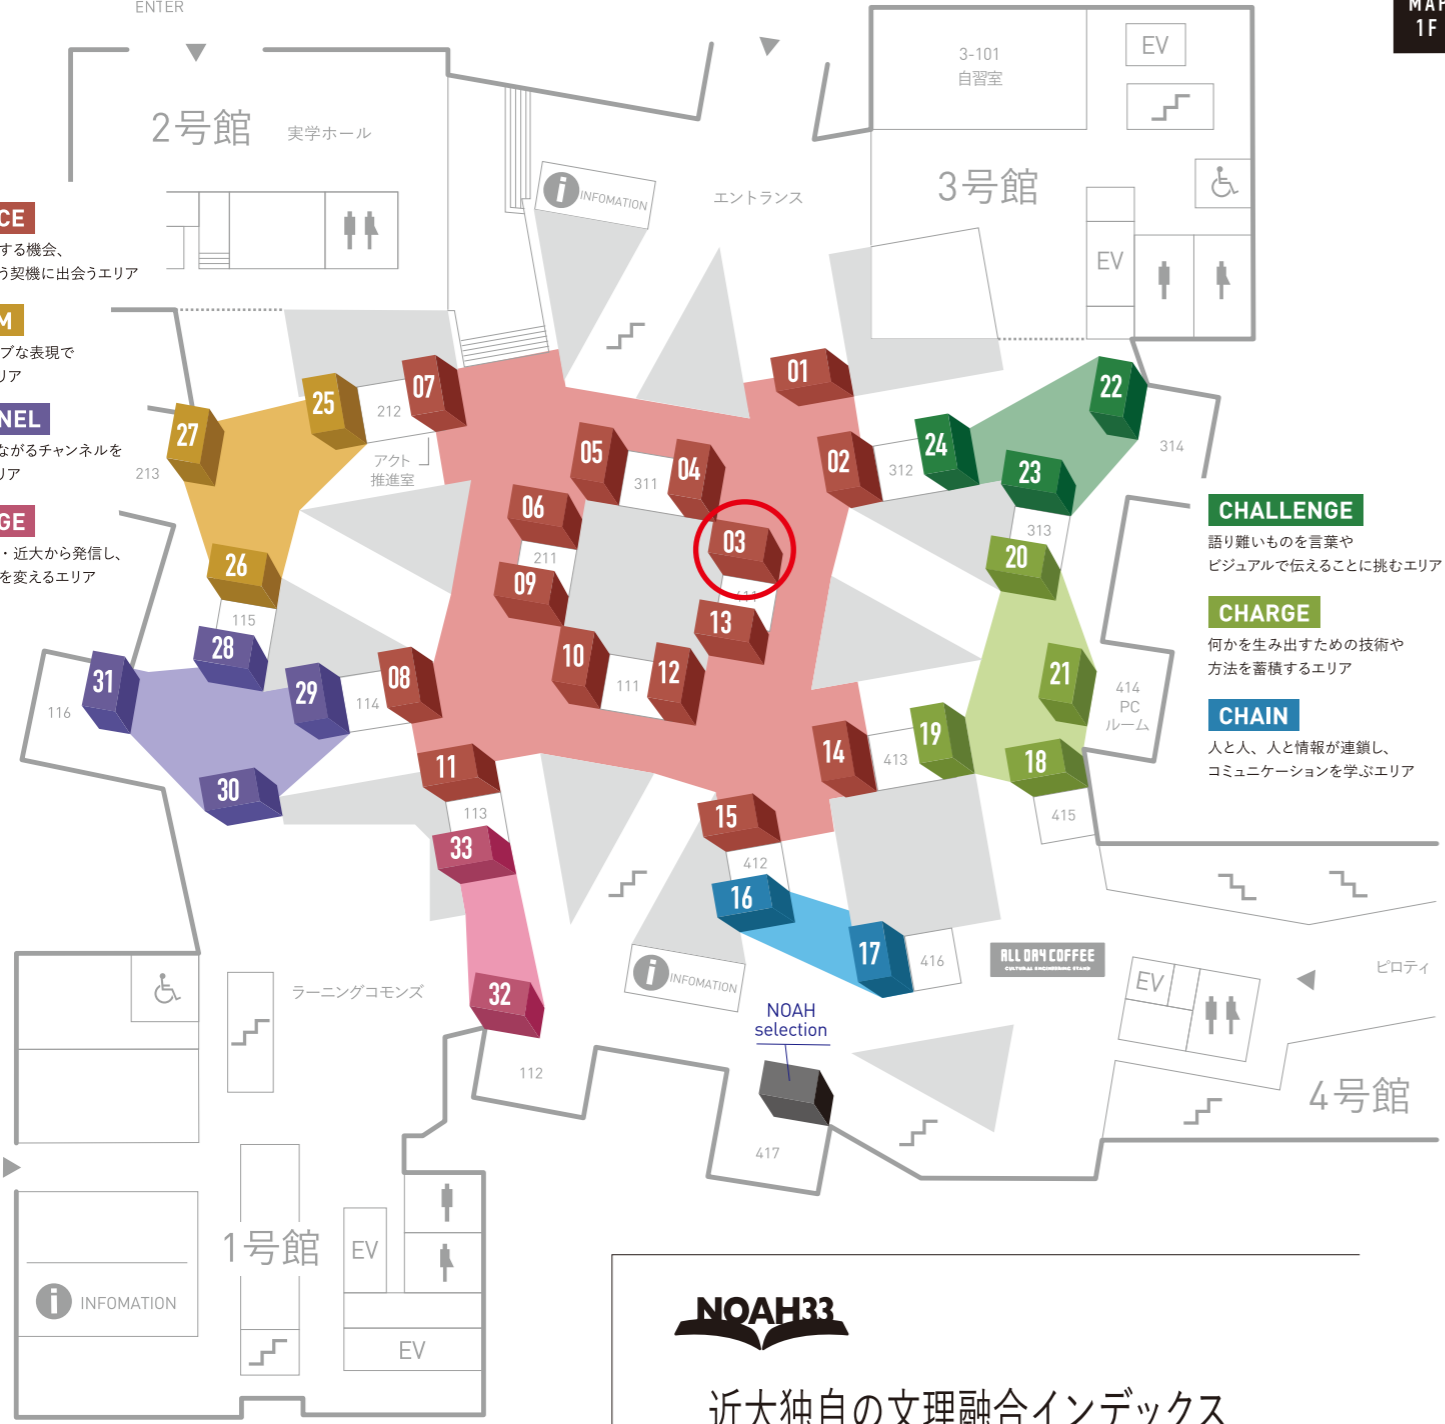 ENTER
MAP
1F
2号館
実学ホール
INFOMATION
エントランス
3-101
自習室
EV
3号館
EV
CE
する機会、
う契機に出会うエリア
M
ブな表現で
リア
NEL
ながるチャンネルを
リア
GE
・近大から発信し、
を変えるエリア
01
02
03
04
05
06
07
08
09
10
11
12
13
14
15
16
17
18
19
20
21
22
23
24
25
26
27
28
29
30
31
32
33
212
アクト
推進室
213
311
211
312
314
313
115
116
114
111
113
412
413
414
PC
ルーム
415
416
CHALLENGE
語り難いものを言葉や
ビジュアルで伝えることに挑むエリア
CHARGE
何かを生み出すための技術や
方法を蓄積するエリア
CHAIN
人と人、人と情報が連鎖し、
コミュニケーションを学ぶエリア
ラーニングコモンズ
INFOMATION
ALL DAY COFFEE
CULTURAL ENGINEERING STAND
EV
ピロティ
NOAH
selection
112
417
4号館
1号館
EV
INFOMATION
EV
NOAH33
近大独自の文理融合インデックス